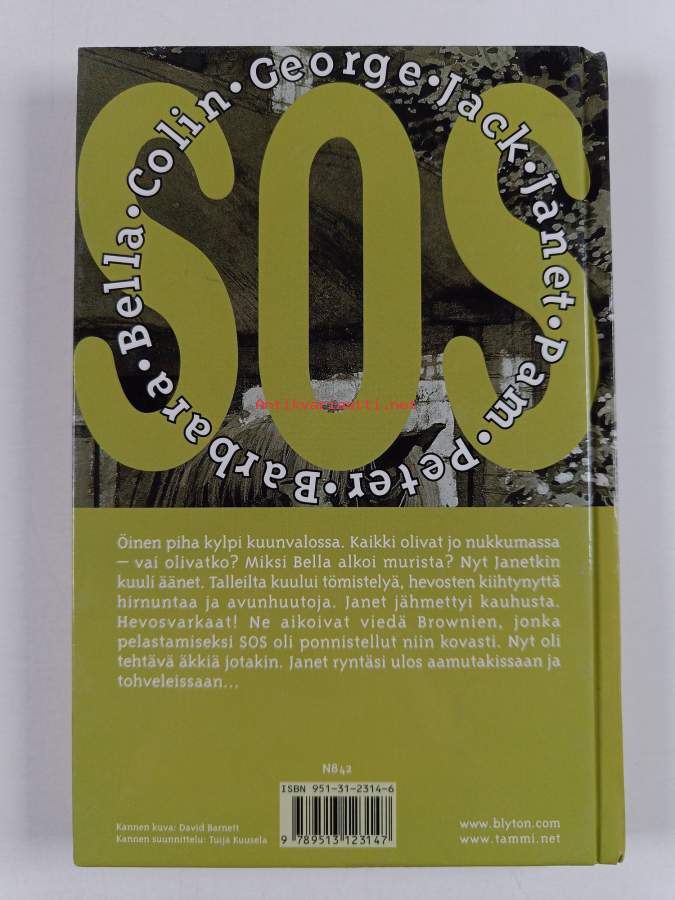 SOS
Bella • Colin • George • Jack • Janet • Pam • Peter • Barbara •
Antikvariaatti.net
Öinen piha kylpi kuunvalossa. Kaikki olivat jo nukkumassa
— vai olivatko? Miksi Bella alkoi murista? Nyt Janetkin
kuuli äänet. Talleilta kuului tömistelyä, hevosten kiihtynyttä
hirnuntaa ja avunhuutoja. Janet jähmettyi kauhusta.
Hevosvarkaat! Ne aikoivat viedä Brownien, jonka
pelastamiseksi SOS oli ponnistellut niin kovasti. Nyt oli
tehtävä äkkiä jotakin. Janet ryntäsi ulos aamutakissaan ja
tohveleissaan...
N842
ISBN 951-31-2314-6
9 789513 123147
Kannen kuva: David Barnett
Kannen suunnittelu: Tuija Kuusela
www.blyton.com
www.tammi.net